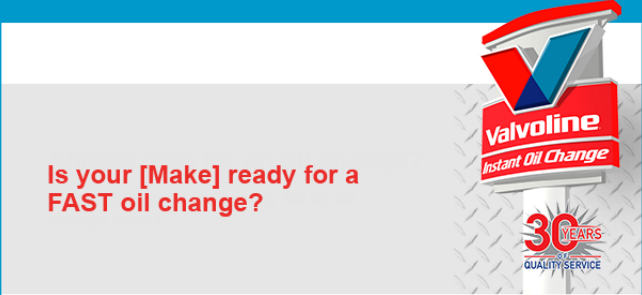 Valvoline
Instant Oil Change
Is your [Make] ready for a
FAST oil change?
30
YEARS
OF
QUALITY SERVICE